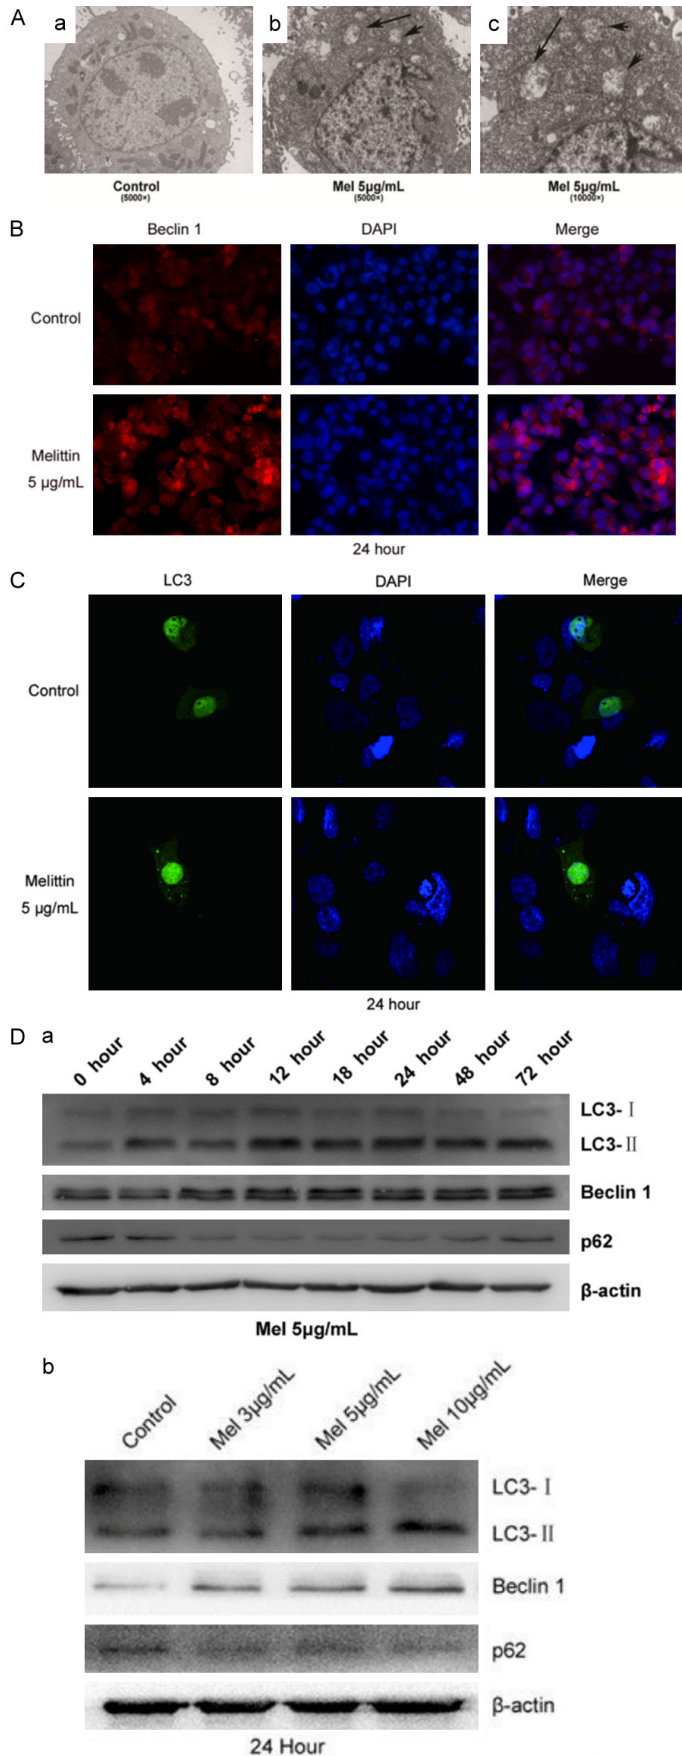 A a b c
Control Mel 5µg/mL Mel 5µg/mL
(5000×) (5000×) (10000×)
B
Beclin 1 DAPI Merge
Control
Melittin
5 µg/mL
24 hour
C
LC3 DAPI Merge
Control
Melittin
5 µg/mL
24 hour
D a
0 hour 4 hour 8 hour 12 hour 18 hour 24 hour 48 hour 72 hour
LC3-Ⅰ
LC3-Ⅱ
Beclin 1
p62
β-actin
Mel 5µg/mL
b
Control Mel 3µg/mL Mel 5µg/mL Mel 10µg/mL
LC3-Ⅰ
LC3-Ⅱ
Beclin 1
p62
β-actin
24 Hour